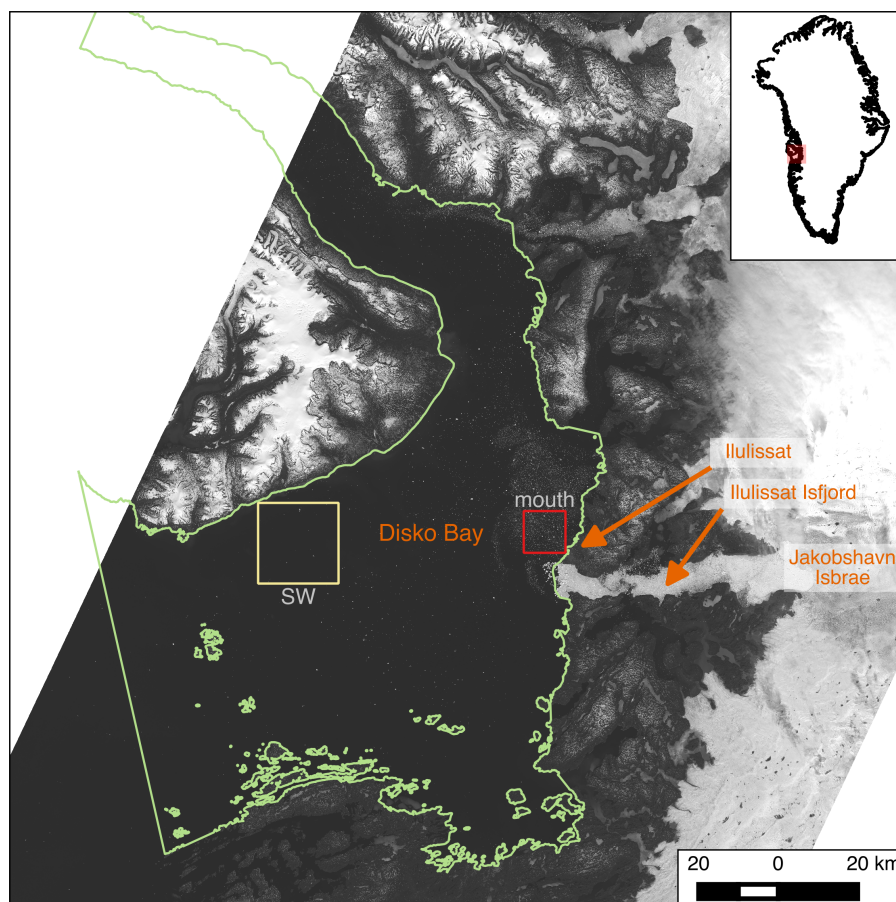 Ilulissat
Ilulissat Isfjord
mouth
Disko Bay
Jakobshavn
Isbrae
SW
20 0 20 km